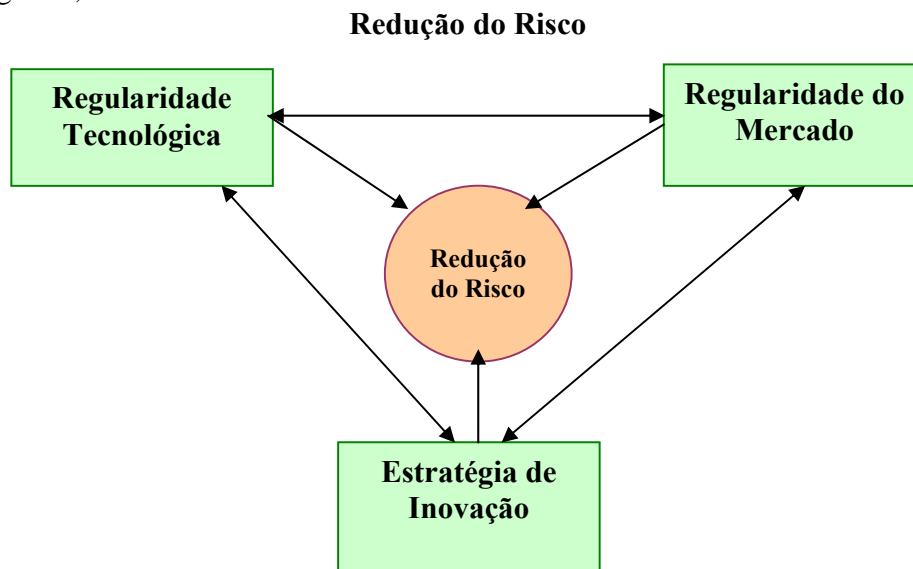 Redução do Risco
Regularidade
Tecnológica
Regularidade do
Mercado
Redução
do Risco
Estratégia de
Inovação